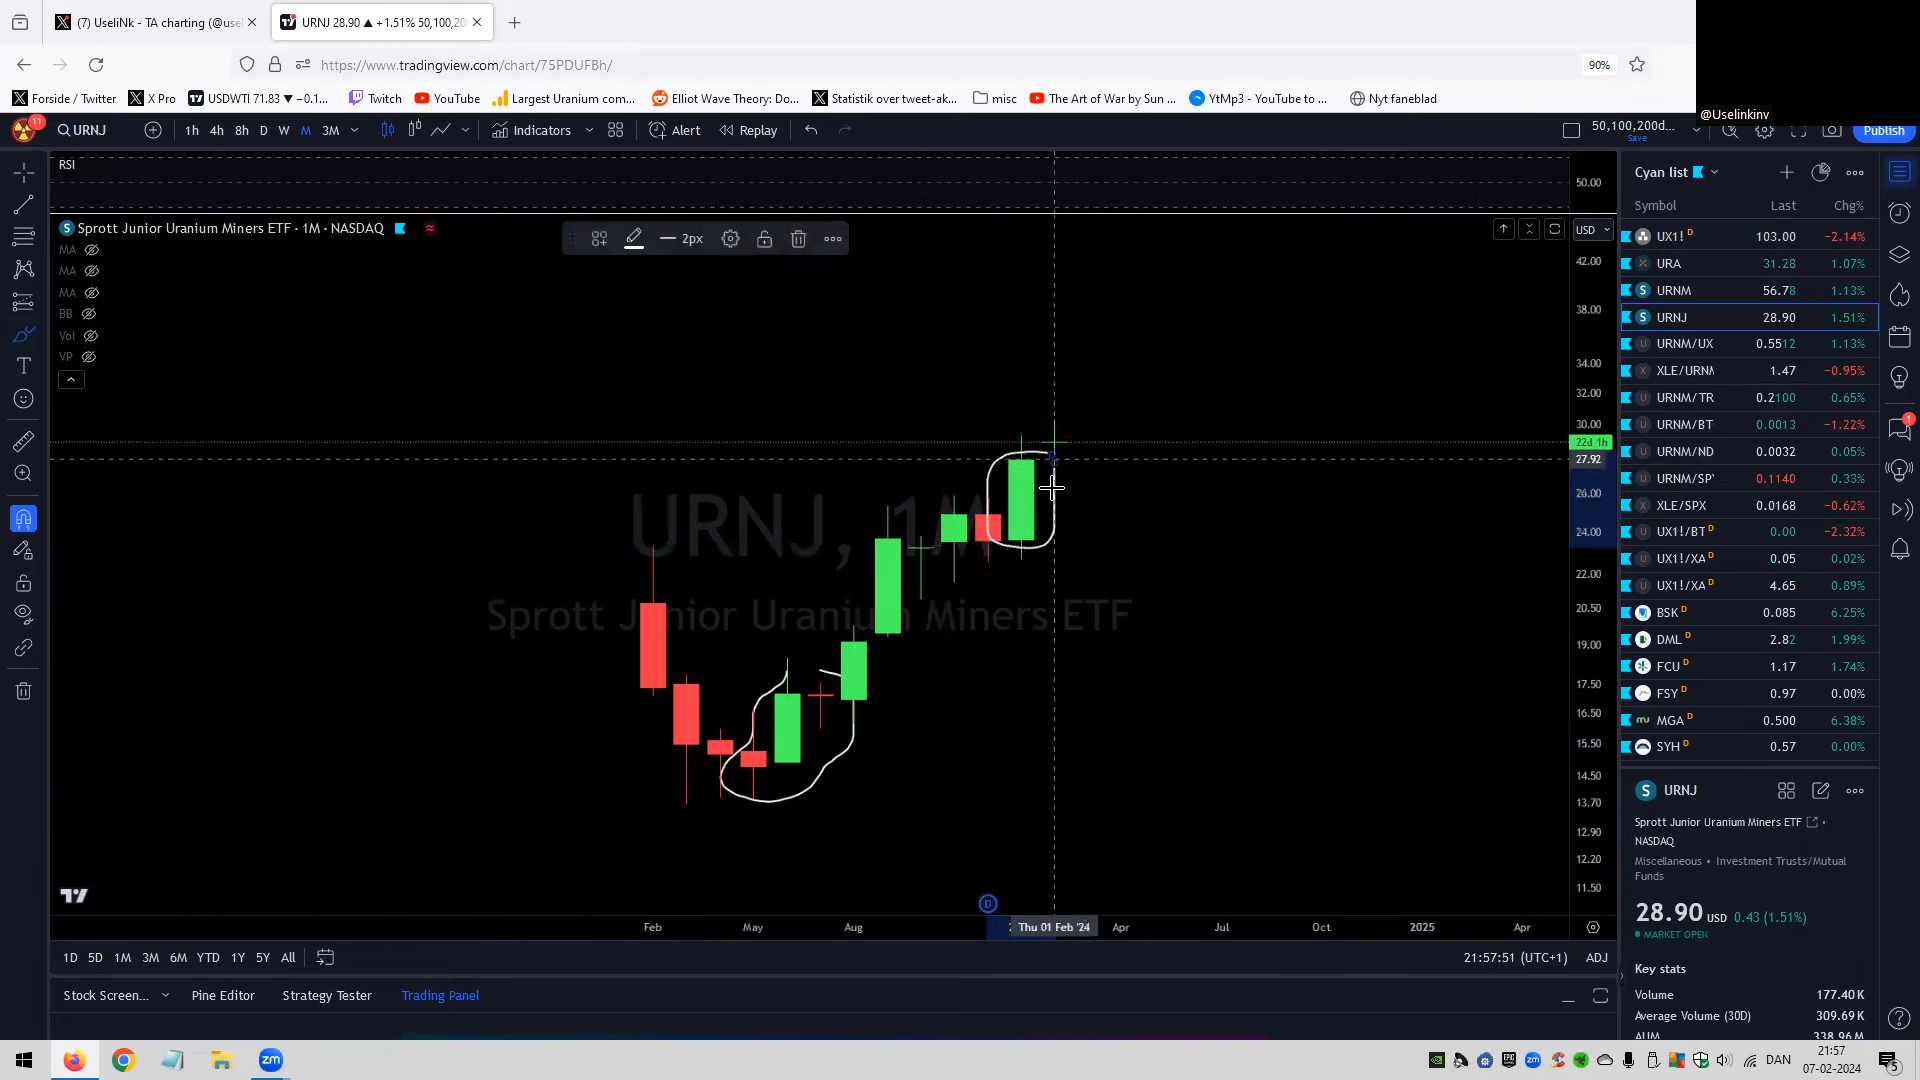 (7) UseliNk - TA charting (@use
URNJ 28.90 ▲ +1.51% 50,100,20
https://www.tradingview.com/chart/75PDUFBh/
90%
Forside / Twitter
X Pro
USDWTI 71.83 ▼ −0.1...
Twitch
YouTube
Largest Uranium com...
Elliot Wave Theory: Do...
Statistik over tweet-ak...
misc
The Art of War by Sun ...
YtMp3 - YouTube to ...
Nyt faneblad
@Uselinkinv
11
URNJ
1h 4h 8h D W M 3M
Indicators
Alert
Replay
50,100,200d...
Save
Publish
RSI
50.00
Sprott Junior Uranium Miners ETF · 1M · NASDAQ
2px
USD
MA
MA
MA
BB
Vol
VP
42.00
38.00
34.00
32.00
30.00
22d 1h
27.92
26.00
24.00
22.00
20.50
19.00
17.50
16.50
15.50
14.50
13.70
12.90
12.20
11.50
URNJ, 1M
Sprott Junior Uranium Miners ETF
D
Feb May Aug Thu 01 Feb '24 Apr Jul Oct 2025 Apr
1D 5D 1M 3M 6M YTD 1Y 5Y All
21:57:51 (UTC+1) ADJ
Stock Screen... Pine Editor Strategy Tester Trading Panel
Cyan list
Symbol Last Chg%
UX1! D 103.00 −2.14%
URA 31.28 1.07%
URNM 56.78 1.13%
URNJ 28.90 1.51%
URNM/UX 0.5512 1.13%
XLE/URNM 1.47 −0.95%
URNM/TR 0.2100 0.65%
URNM/BT 0.0013 −1.22%
URNM/ND 0.0032 0.05%
URNM/SP 0.1140 0.33%
XLE/SPX 0.0168 −0.62%
UX1!/BT D 0.00 −2.32%
UX1!/XA D 0.05 0.02%
UX1!/XA D 4.65 0.89%
BSK D 0.085 6.25%
DML D 2.82 1.99%
FCU D 1.17 1.74%
FSY D 0.97 0.00%
MGA D 0.500 6.38%
SYH D 0.57 0.00%
1
URNJ
Sprott Junior Uranium Miners ETF •
NASDAQ
Miscellaneous • Investment Trusts/Mutual
Funds
28.90 USD 0.43 (1.51%)
MARKET OPEN
Key stats
Volume 177.40K
Average Volume (30D) 309.69K
AUM 338.96M
zm
DAN
21:57
07-02-2024
5